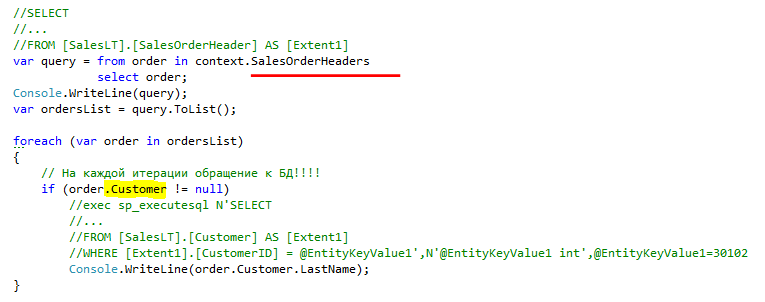 //SELECT
//...
//FROM [SalesLT].[SalesOrderHeader] AS [Extent1]
var query = from order in context.SalesOrderHeaders
            select order;
Console.WriteLine(query);
var ordersList = query.ToList();

foreach (var order in ordersList)
{
    // На каждой итерации обращение к БД!!!!
    if (order.Customer != null)
        //exec sp_executesql N'SELECT
        //...
        //FROM [SalesLT].[Customer] AS [Extent1]
        //WHERE [Extent1].[CustomerID] = @EntityKeyValue1',N'@EntityKeyValue1 int',@EntityKeyValue1=30102
        Console.WriteLine(order.Customer.LastName);
}